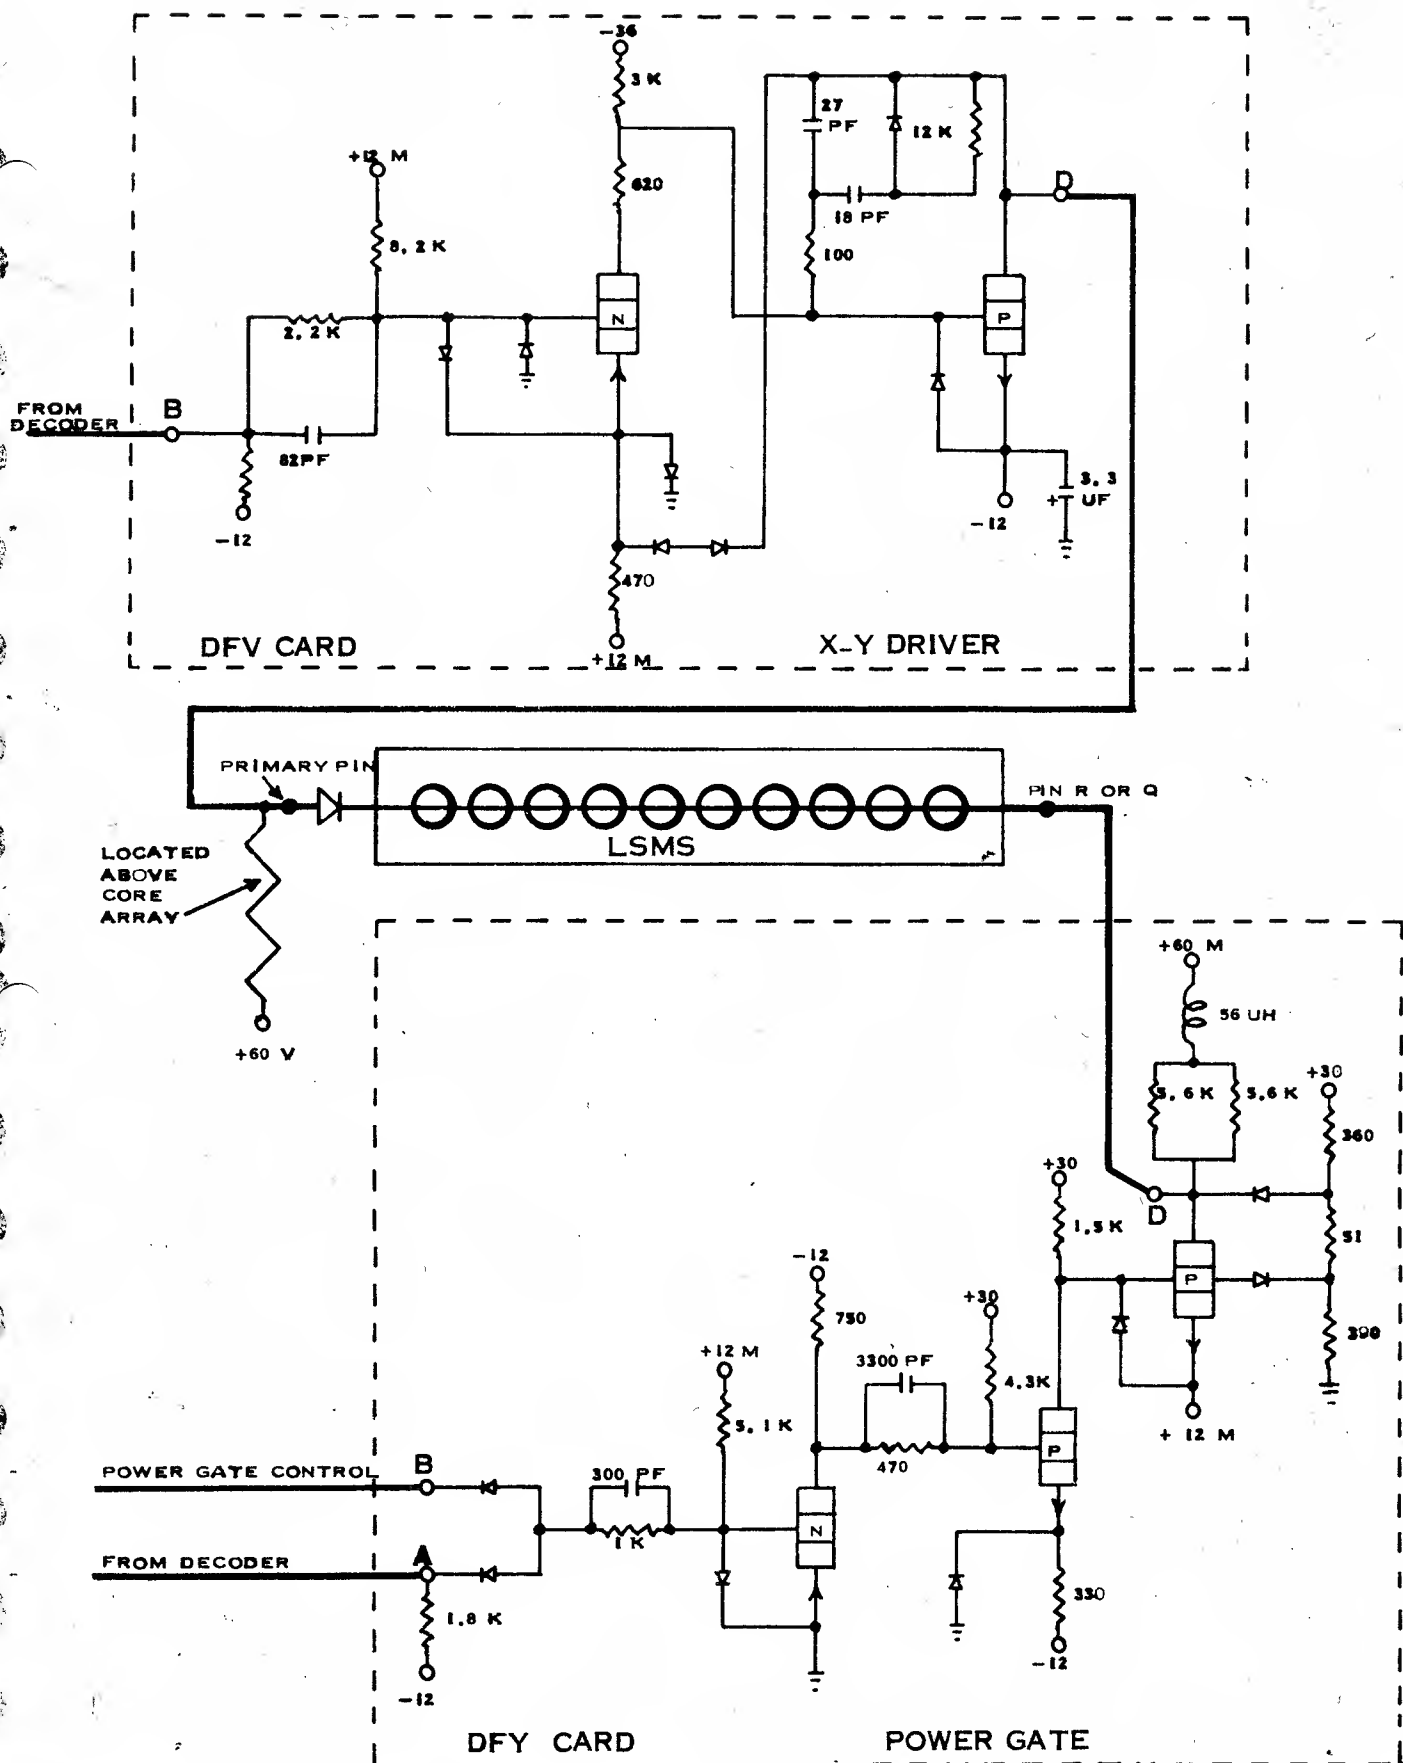 -36
3 K
27
PF
12 K
+12 M
620
D
18 PF
8, 2 K
100
N
P
2, 2 K
FROM
DECODER
B
82PF
3, 3
UF
+
-12
-12
470
+12 M
DFV CARD
X-Y DRIVER
PRIMARY PIN
PIN R OR Q
LSMS
LOCATED
ABOVE
CORE
ARRAY
+60 V
+60 M
56 UH
+30
5, 6 K
5,6 K
360
+30
D
1,5 K
51
-12
P
+30
750
390
+12 M
3300 PF
4,3K
5, 1 K
+ 12 M
P
470
POWER GATE CONTROL
B
300 PF
N
1 K
FROM DECODER
A
1,8 K
330
-12
-12
DFY CARD
POWER GATE